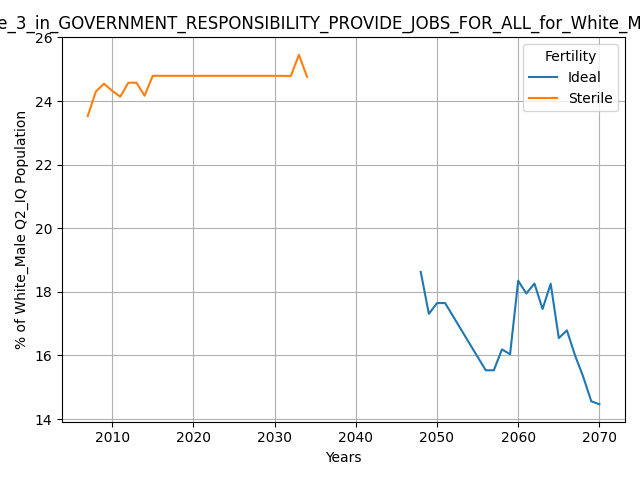 e_3_in_GOVERNMENT_RESPONSIBILITY_PROVIDE_JOBS_FOR_ALL_for_White_M
26
24
22
20
18
16
14
% of White_Male Q2_IQ Population
Fertility
Ideal
Sterile
2010 2020 2030 2040 2050 2060 2070
Years